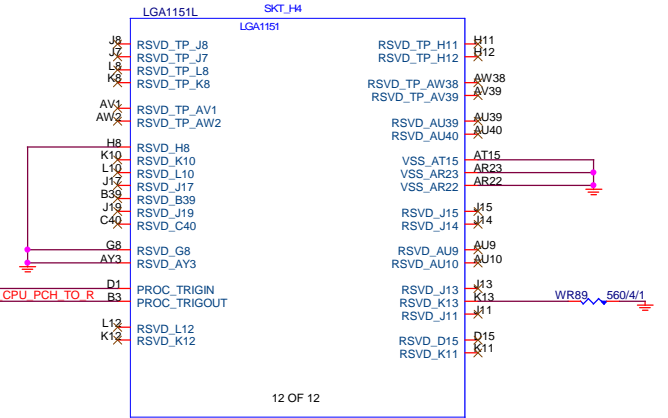 LGA1151L SKT_H4
LGA1151
J8 RSVD_TP_J8 RSVD_TP_H11 H11
J7 RSVD_TP_J7 RSVD_TP_H12 H12
L8 RSVD_TP_L8
K8 RSVD_TP_K8 RSVD_TP_AW38 AW38
RSVD_TP_AV39 AV39
AV1 RSVD_TP_AV1
AW2 RSVD_TP_AW2 RSVD_AU39 AU39
RSVD_AU40 AU40
H8 RSVD_H8
K10 RSVD_K10 VSS_AT15 AT15
L10 RSVD_L10 VSS_AR23 AR23
J17 RSVD_J17 VSS_AR22 AR22
B39 RSVD_B39
J19 RSVD_J19 RSVD_J15 J15
C40 RSVD_C40 RSVD_J14 J14
G8 RSVD_G8 RSVD_AU9 AU9
AY3 RSVD_AY3 RSVD_AU10 AU10
D1 PROC_TRIGIN RSVD_J13 J13
CPU_PCH_TO_R B3 PROC_TRIGOUT RSVD_K13 K13 WR89 560/4/1
RSVD_J11 J11
L12 RSVD_L12
K12 RSVD_K12 RSVD_D15 D15
RSVD_K11 K11
12 OF 12